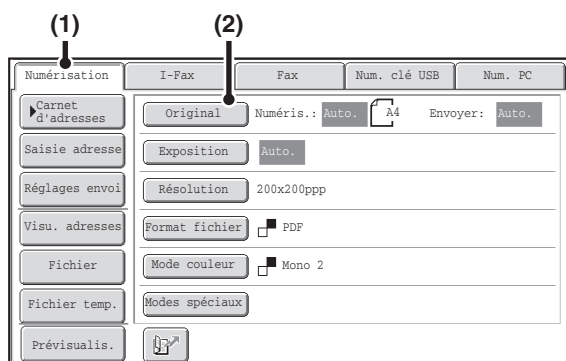 (1) (2)
Numérisation I-Fax Fax Num. clé USB Num. PC
Carnet
d'adresses
Original Numéris.: Auto. A4 Envoyer: Auto.
Saisie adresse Exposition Auto.
Réglages envoi Résolution 200x200ppp
Visu. adresses Format fichier PDF
Fichier Mode couleur Mono 2
Fichier temp. Modes spéciaux
Prévisualis.